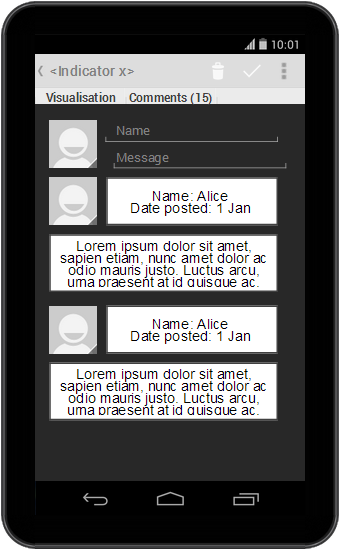 10:01
<Indicator x>
Visualisation Comments (15)
Name
Message
Name: Alice
Date posted: 1 Jan
Lorem ipsum dolor sit amet,
sapien etiam, nunc amet dolor ac
odio mauris justo. Luctus arcu,
urna praesent at id quisque ac.
Name: Alice
Date posted: 1 Jan
Lorem ipsum dolor sit amet,
sapien etiam, nunc amet dolor ac
odio mauris justo. Luctus arcu,
urna praesent at id quisque ac.